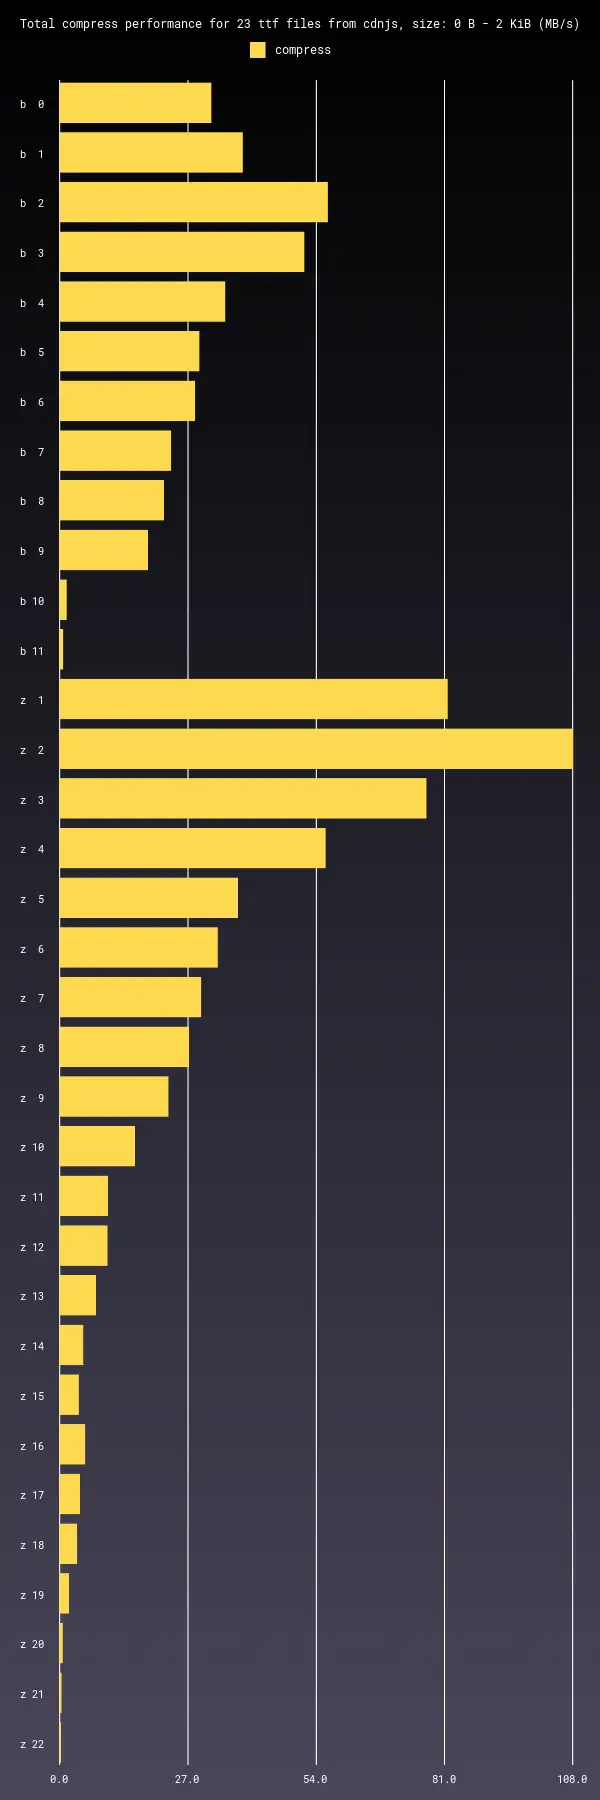 Total compress performance for 23 ttf files from cdnjs, size: 0 B - 2 KiB (MB/s)
compress
b 0
b 1
b 2
b 3
b 4
b 5
b 6
b 7
b 8
b 9
b 10
b 11
z 1
z 2
z 3
z 4
z 5
z 6
z 7
z 8
z 9
z 10
z 11
z 12
z 13
z 14
z 15
z 16
z 17
z 18
z 19
z 20
z 21
z 22
0.0 27.0 54.0 81.0 108.0